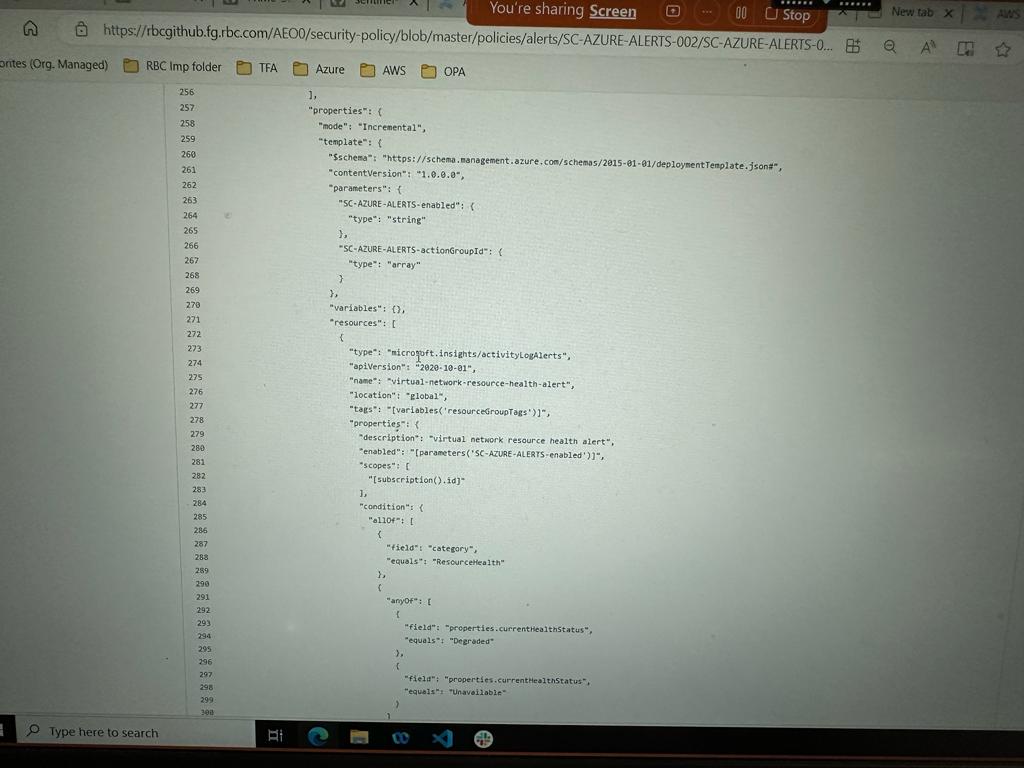 You're sharing Screen
Stop
New tab
AWS
https://rbcgithub.fg.rbc.com/AEO0/security-policy/blob/master/policies/alerts/SC-AZURE-ALERTS-002/SC-AZURE-ALERTS-0...
orites (Org. Managed) RBC Imp folder TFA Azure AWS OPA
256 ],
257 "properties": {
258 "mode": "Incremental",
259 "template": {
260 "$schema": "https://schema.management.azure.com/schemas/2015-01-01/deploymentTemplate.json#",
261 "contentVersion": "1.0.0.0",
262 "parameters": {
263 "SC-AZURE-ALERTS-enabled": {
264 "type": "string"
265 },
266 "SC-AZURE-ALERTS-actionGroupId": {
267 "type": "array"
268 }
269 },
270 "variables": {},
271 "resources": [
272 {
273 "type": "microsoft.insights/activityLogAlerts",
274 "apiVersion": "2020-10-01",
275 "name": "virtual-network-resource-health-alert",
276 "location": "global",
277 "tags": "[variables('resourceGroupTags')]",
278 "properties": {
279 "description": "virtual network resource health alert",
280 "enabled": "[parameters('SC-AZURE-ALERTS-enabled')]",
281 "scopes": [
282 "[subscription().id]"
283 ],
284 "condition": {
285 "allOf": [
286 {
287 "field": "category",
288 "equals": "ResourceHealth"
289 },
290 {
291 "anyOf": [
292 {
293 "field": "properties.currentHealthStatus",
294 "equals": "Degraded"
295 },
296 {
297 "field": "properties.currentHealthStatus",
298 "equals": "Unavailable"
299 }
300 ]
Type here to search